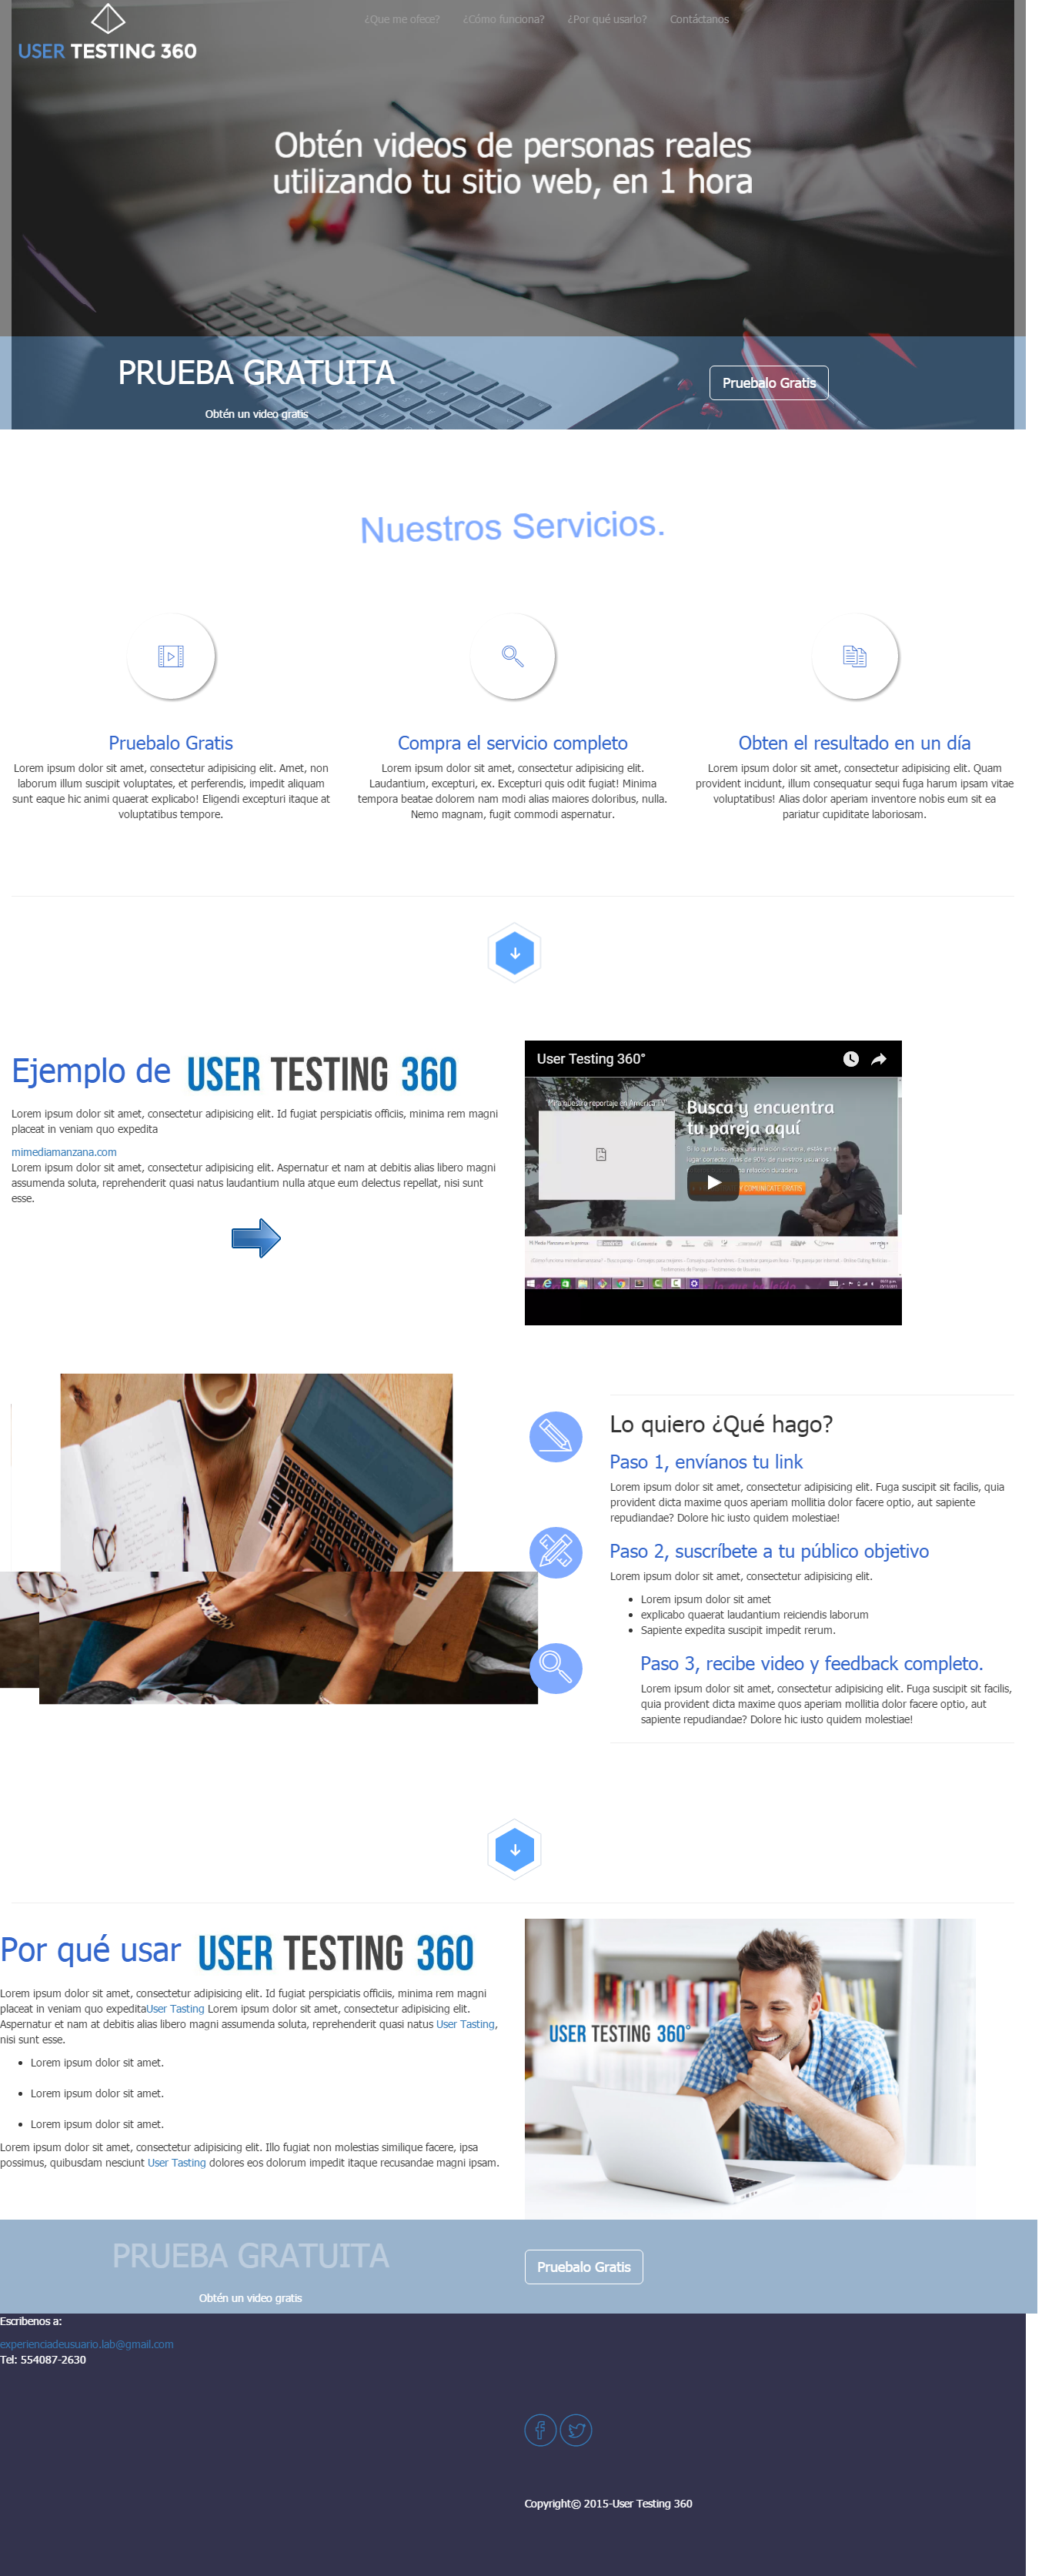 ¿Que me ofece? ¿Cómo funciona? ¿Por qué usarlo? Contáctanos
USER TESTING 360
Obtén videos de personas reales
utilizando tu sitio web, en 1 hora
PRUEBA GRATUITA
Obtén un video gratis
Pruebalo Gratis
Nuestros Servicios.
Pruebalo Gratis
Lorem ipsum dolor sit amet, consectetur adipisicing elit. Amet, non
laborum illum suscipit voluptates, et perferendis, impedit aliquam
sunt eaque hic animi quaerat explicabo! Eligendi excepturi itaque at
voluptatibus tempore.
Compra el servicio completo
Lorem ipsum dolor sit amet, consectetur adipisicing elit.
Laudantium, excepturi, ex. Excepturi quis odit fugiat! Minima
tempora beatae dolorem nam modi alias maiores doloribus, nulla.
Nemo magnam, fugit commodi aspernatur.
Obten el resultado en un día
Lorem ipsum dolor sit amet, consectetur adipisicing elit. Quam
provident incidunt, illum consequatur sequi fuga harum ipsam vitae
voluptatibus! Alias dolor aperiam inventore nobis eum sit ea
pariatur cupiditate laboriosam.
Ejemplo de USER TESTING 360
Lorem ipsum dolor sit amet, consectetur adipisicing elit. Id fugiat perspiciatis officiis, minima rem magni
placeat in veniam quo expedita
mimediamanzana.com
Lorem ipsum dolor sit amet, consectetur adipisicing elit. Aspernatur et nam at debitis alias libero magni
assumenda soluta, reprehenderit quasi natus laudantium nulla atque eum delectus repellat, nisi sunt
esse.
User Testing 360°
"Mira nuestro reportaje en América TV"
Busca y encuentra
tu pareja aquí
Lo quiero ¿Qué hago?
Paso 1, envíanos tu link
Lorem ipsum dolor sit amet, consectetur adipisicing elit. Fuga suscipit sit facilis, quia
provident dicta maxime quos aperiam mollitia dolor facere optio, aut sapiente
repudiandae? Dolore hic iusto quidem molestiae!
Paso 2, suscríbete a tu público objetivo
Lorem ipsum dolor sit amet, consectetur adipisicing elit.
Lorem ipsum dolor sit amet
explicabo quaerat laudantium reiciendis laborum
Sapiente expedita suscipit impedit rerum.
Paso 3, recibe video y feedback completo.
Lorem ipsum dolor sit amet, consectetur adipisicing elit. Fuga suscipit sit facilis,
quia provident dicta maxime quos aperiam mollitia dolor facere optio, aut
sapiente repudiandae? Dolore hic iusto quidem molestiae!
Por qué usar USER TESTING 360
Lorem ipsum dolor sit amet, consectetur adipisicing elit. Id fugiat perspiciatis officiis, minima rem magni
placeat in veniam quo expeditaUser Tasting Lorem ipsum dolor sit amet, consectetur adipisicing elit.
Aspernatur et nam at debitis alias libero magni assumenda soluta, reprehenderit quasi natus User Tasting,
nisi sunt esse.
Lorem ipsum dolor sit amet.
Lorem ipsum dolor sit amet.
Lorem ipsum dolor sit amet.
Lorem ipsum dolor sit amet, consectetur adipisicing elit. Illo fugiat non molestias similique facere, ipsa
possimus, quibusdam nesciunt User Tasting dolores eos dolorum impedit itaque recusandae magni ipsam.
USER TESTING 360°
PRUEBA GRATUITA
Obtén un video gratis
Pruebalo Gratis
Escribenos a:
experienciadeusuario.lab@gmail.com
Tel: 554087-2630
Copyright© 2015-User Testing 360